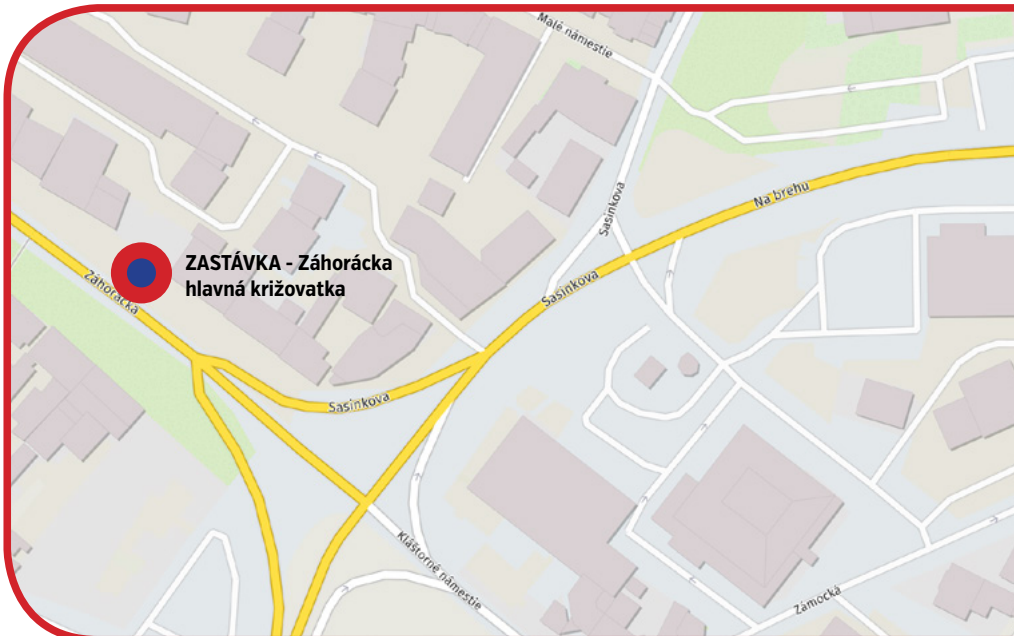 Malé námestie
Sasinkova
Na brehu
ZASTÁVKA - Záhorácka
hlavná križovatka
Záhorácka
Sasinkova
Sasinkova
Kláštorné námestie
Zámocká